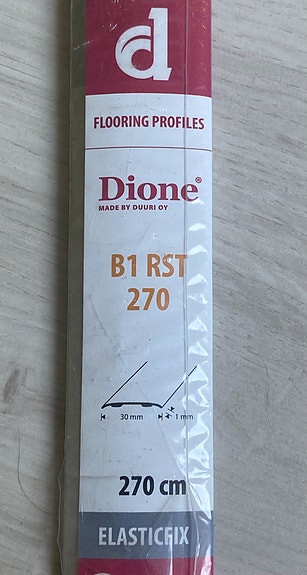 d
FLOORING PROFILES
Dione®
MADE BY DUURI OY
B1 RST
270
30 mm
1 mm
270 cm
ELASTICFIX